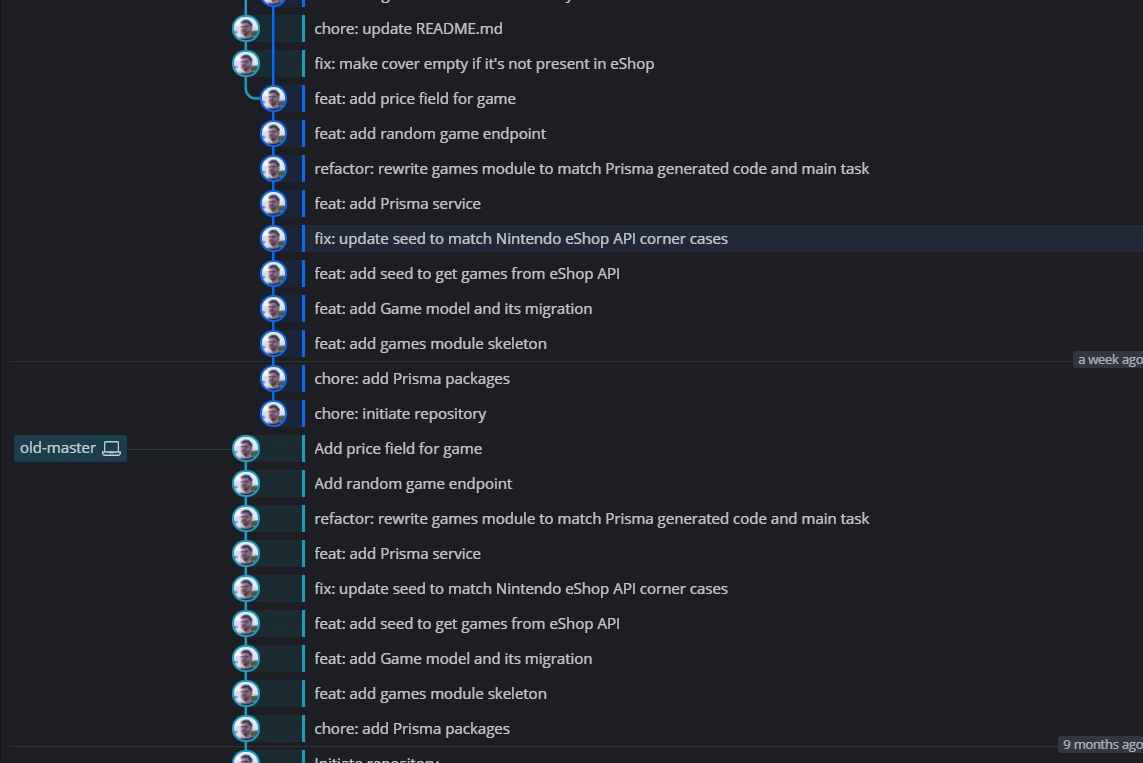 chore: update README.md
fix: make cover empty if it's not present in eShop
feat: add price field for game
feat: add random game endpoint
refactor: rewrite games module to match Prisma generated code and main task
feat: add Prisma service
fix: update seed to match Nintendo eShop API corner cases
feat: add seed to get games from eShop API
feat: add Game model and its migration
feat: add games module skeleton
a week ago
chore: add Prisma packages
chore: initiate repository
old-master
Add price field for game
Add random game endpoint
refactor: rewrite games module to match Prisma generated code and main task
feat: add Prisma service
fix: update seed to match Nintendo eShop API corner cases
feat: add seed to get games from eShop API
feat: add Game model and its migration
feat: add games module skeleton
chore: add Prisma packages
9 months ago
Initiate repository